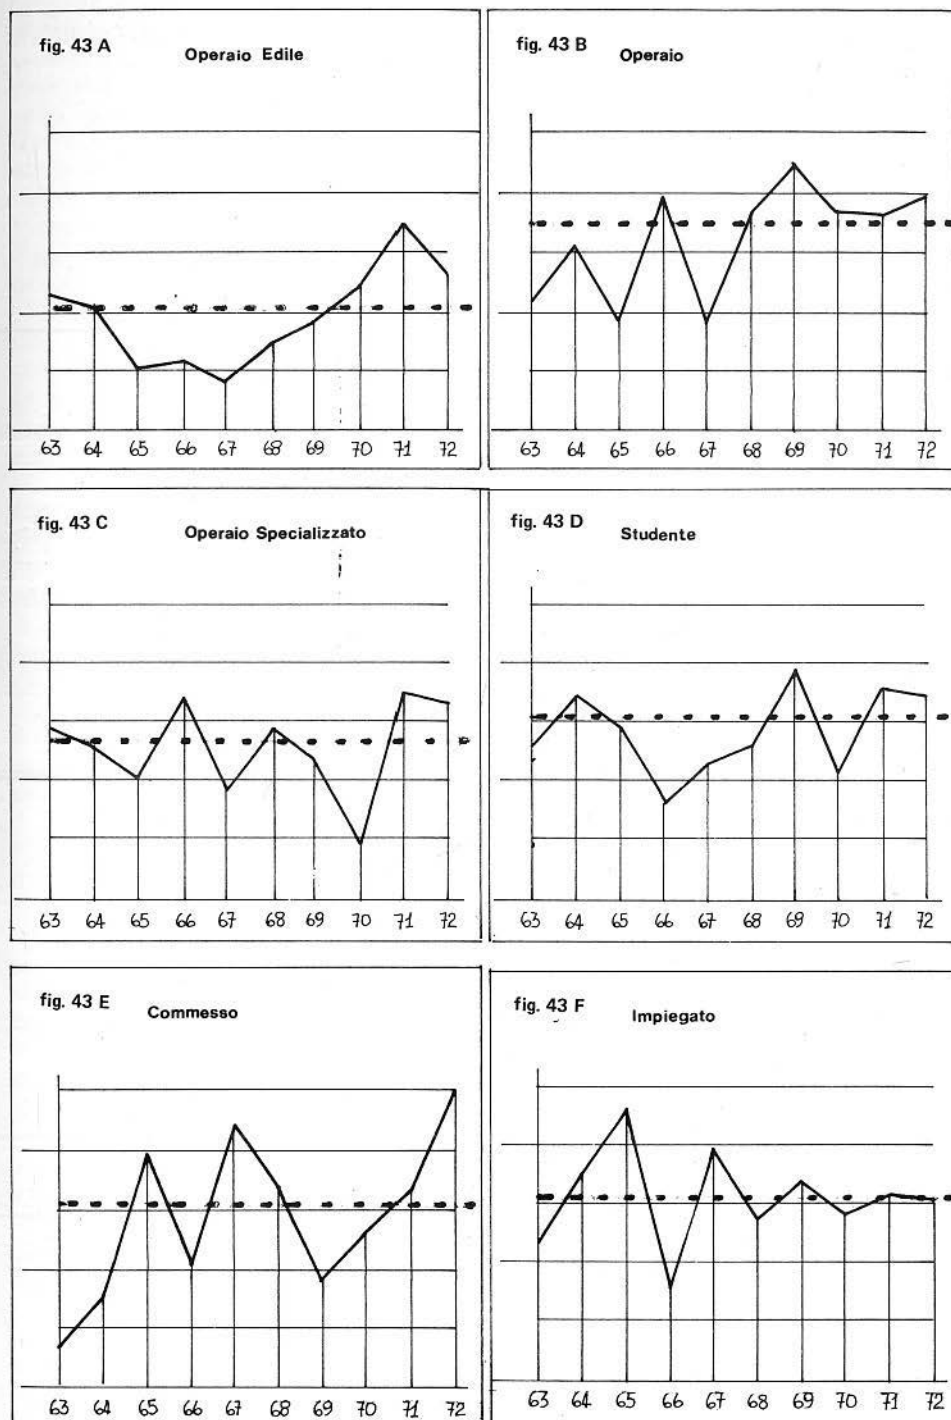 fig. 43 A
Operaio Edile
63 64 65 66 67 68 69 70 71 72
fig. 43 B
Operaio
63 64 65 66 67 68 69 70 71 72
fig. 43 C
Operaio Specializzato
63 64 65 66 67 68 69 70 71 72
fig. 43 D
Studente
63 64 65 66 67 68 69 70 71 72
fig. 43 E
Commesso
63 64 65 66 67 68 69 70 71 72
fig. 43 F
Impiegato
63 64 65 66 67 68 69 70 71 72